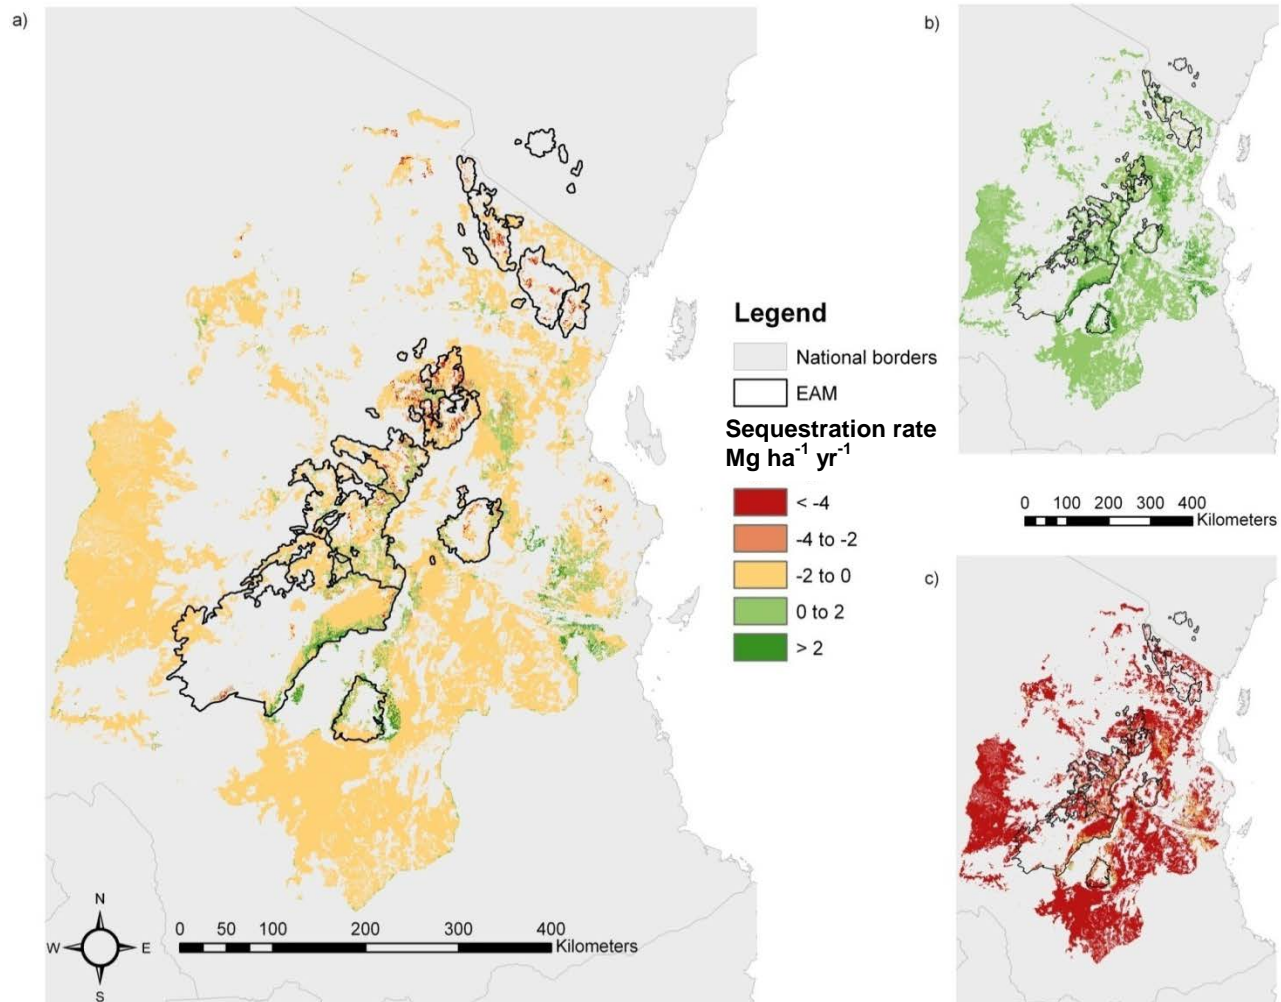 a)
b)
Legend
National borders
EAM
Sequestration rate
Mg ha⁻¹ yr⁻¹
< -4
-4 to -2
-2 to 0
0 to 2
> 2
0 100 200 300 400
Kilometers
c)
N
W E
S
0 50 100 200 300 400
Kilometers